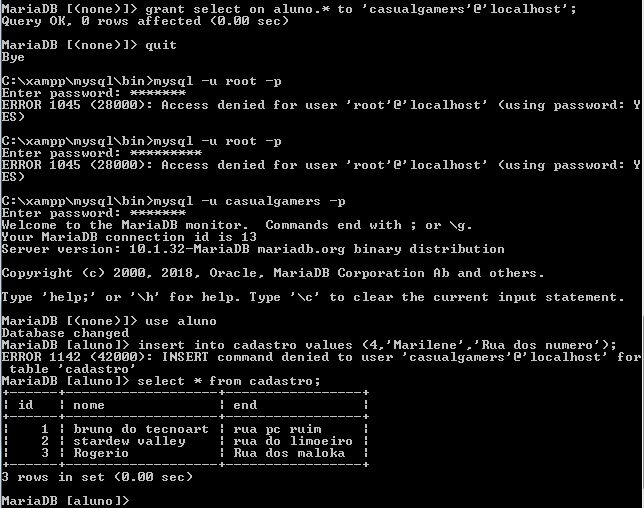 MariaDB [(none)]> grant select on aluno.* to 'casualgamers'@'localhost';
Query OK, 0 rows affected (0.00 sec)
MariaDB [(none)]> quit
Bye
C:\xampp\mysql\bin>mysql -u root -p
Enter password: *******
ERROR 1045 (28000): Access denied for user 'root'@'localhost' (using password: Y
ES)
C:\xampp\mysql\bin>mysql -u root -p
Enter password: *********
ERROR 1045 (28000): Access denied for user 'root'@'localhost' (using password: Y
ES)
C:\xampp\mysql\bin>mysql -u casualgamers -p
Enter password: *******
Welcome to the MariaDB monitor.  Commands end with ; or \g.
Your MariaDB connection id is 13
Server version: 10.1.32-MariaDB mariadb.org binary distribution
Copyright (c) 2000, 2018, Oracle, MariaDB Corporation Ab and others.
Type 'help;' or '\h' for help. Type '\c' to clear the current input statement.
MariaDB [(none)]> use aluno
Database changed
MariaDB [aluno]> insert into cadastro values (4,'Marilene','Rua dos numero');
ERROR 1142 (42000): INSERT command denied to user 'casualgamers'@'localhost' for
 table 'cadastro'
MariaDB [aluno]> select * from cadastro;
+------+-------------------+------------------+
| id   | nome              | end              |
+------+-------------------+------------------+
|    1 | bruno do tecnoart | rua pc ruim      |
|    2 | stardew valley    | rua do limoeiro  |
|    3 | Rogerio           | Rua dos maloka   |
+------+-------------------+------------------+
3 rows in set (0.00 sec)
MariaDB [aluno]>